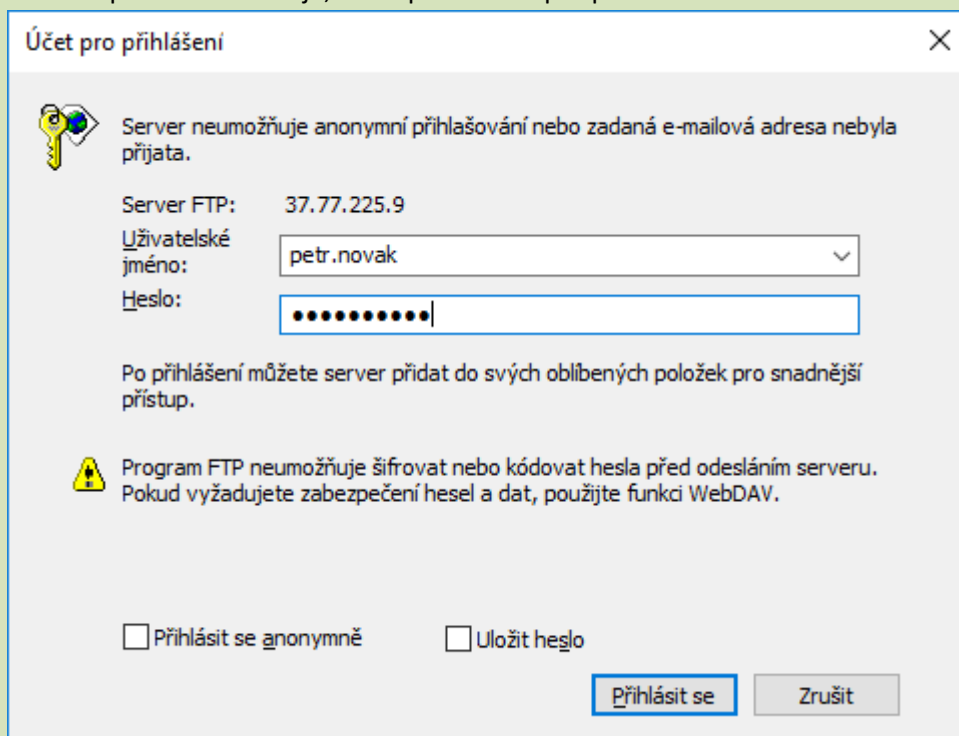 Účet pro přihlášení
Server neumožňuje anonymní přihlašování nebo zadaná e-mailová adresa nebyla
přijata.
Server FTP: 37.77.225.9
Uživatelské
jméno: petr.novak
Heslo: ●●●●●●●●●●
Po přihlášení můžete server přidat do svých oblíbených položek pro snadnější
přístup.
Program FTP neumožňuje šifrovat nebo kódovat hesla před odesláním serveru.
Pokud vyžadujete zabezpečení hesel a dat, použijte funkci WebDAV.
Přihlásit se anonymně Uložit heslo
Přihlásit se Zrušit